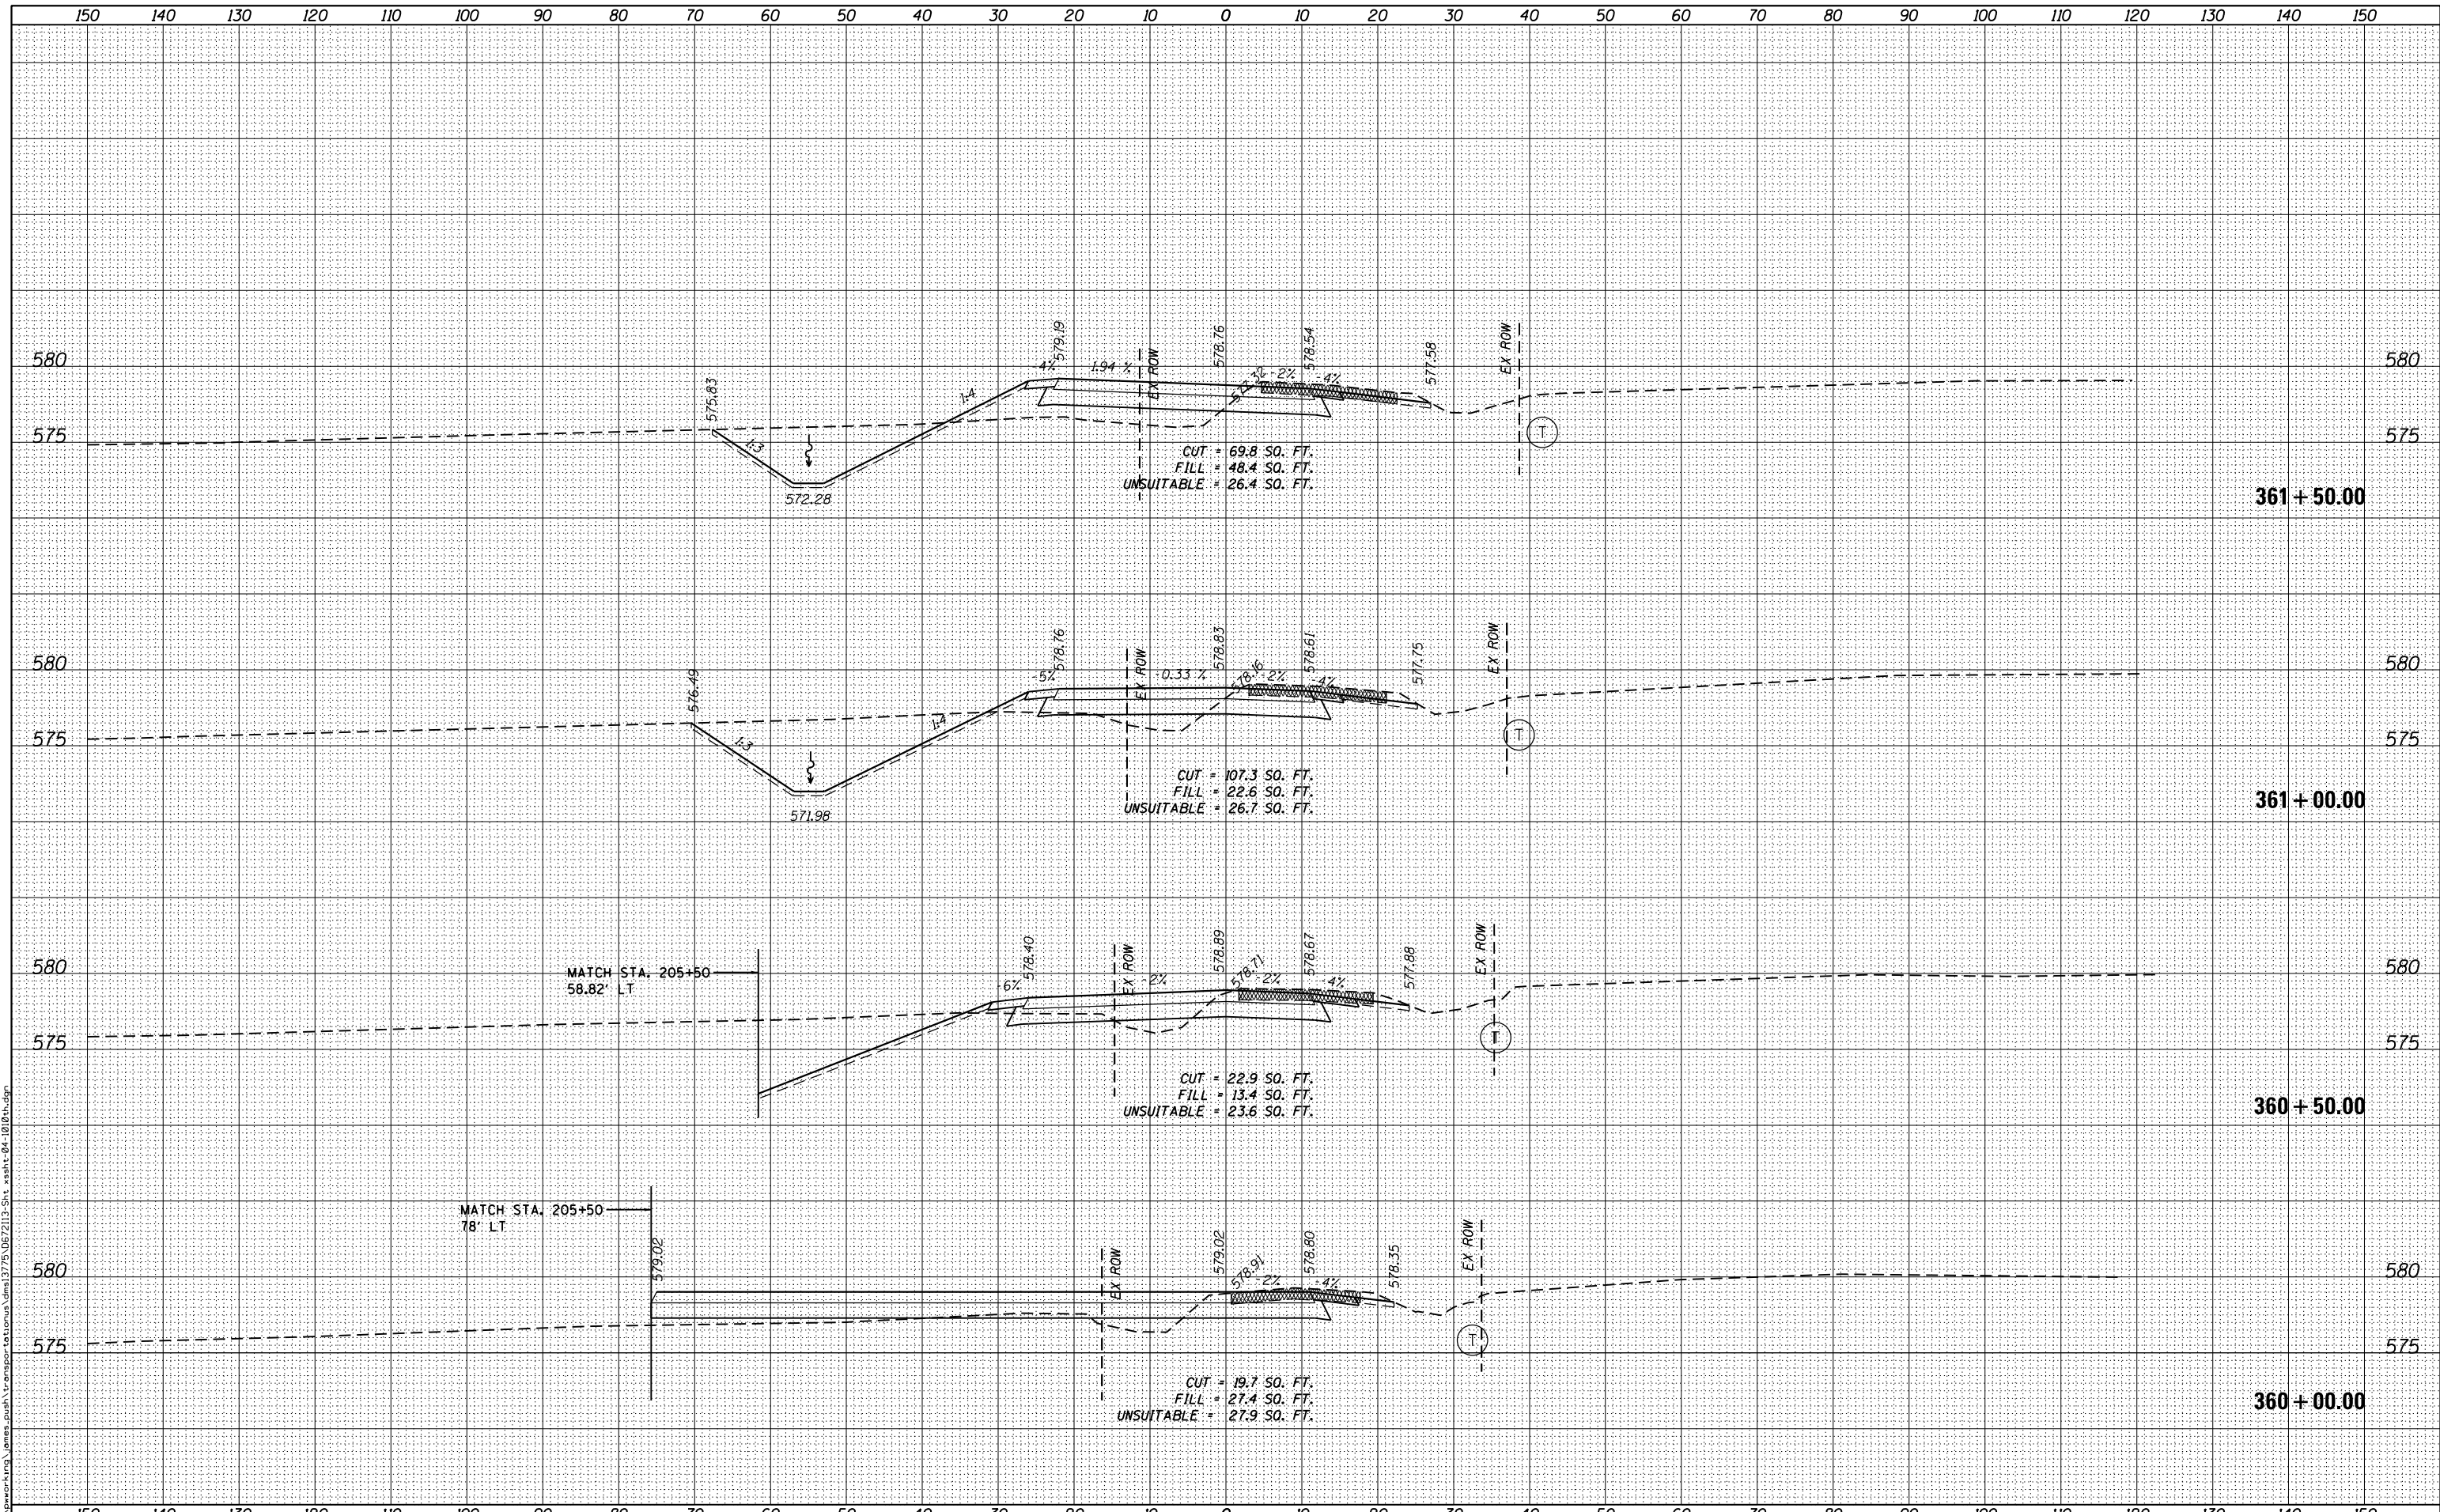 150 140 130 120 110 100 90 80 70 60 50 40 30 20 10 0 10 20 30 40 50 60 70 80 90 100 110 120 130 140 150
579.19
578.76
578.54
577.58
EX ROW
EX ROW
580
-4%
1.94 %
-2%
-4%
580
575.83
1:4
575
1:3
T
575
CUT = 69.8 SQ. FT.
FILL = 48.4 SQ. FT.
UNSUITABLE = 26.4 SQ. FT.
572.28
361+50.00
578.76
578.83
578.61
577.75
EX ROW
EX ROW
580
576.49
-5%
-0.33 %
578.16
-2%
-4%
580
1:4
575
1:3
T
575
CUT = 107.3 SQ. FT.
FILL = 22.6 SQ. FT.
UNSUITABLE = 26.7 SQ. FT.
571.98
361+00.00
578.40
578.89
578.67
577.88
EX ROW
EX ROW
580
MATCH STA. 205+50
58.82' LT
-6%
-2%
578.71
-2%
-4%
580
575
T
575
CUT = 22.9 SQ. FT.
FILL = 13.4 SQ. FT.
UNSUITABLE = 23.6 SQ. FT.
360+50.00
MATCH STA. 205+50
78' LT
579.02
579.02
578.80
578.35
EX ROW
EX ROW
580
578.91
-2%
-4%
580
575
T
575
CUT = 19.7 SQ. FT.
FILL = 27.4 SQ. FT.
UNSUITABLE = 27.9 SQ. FT.
360+00.00